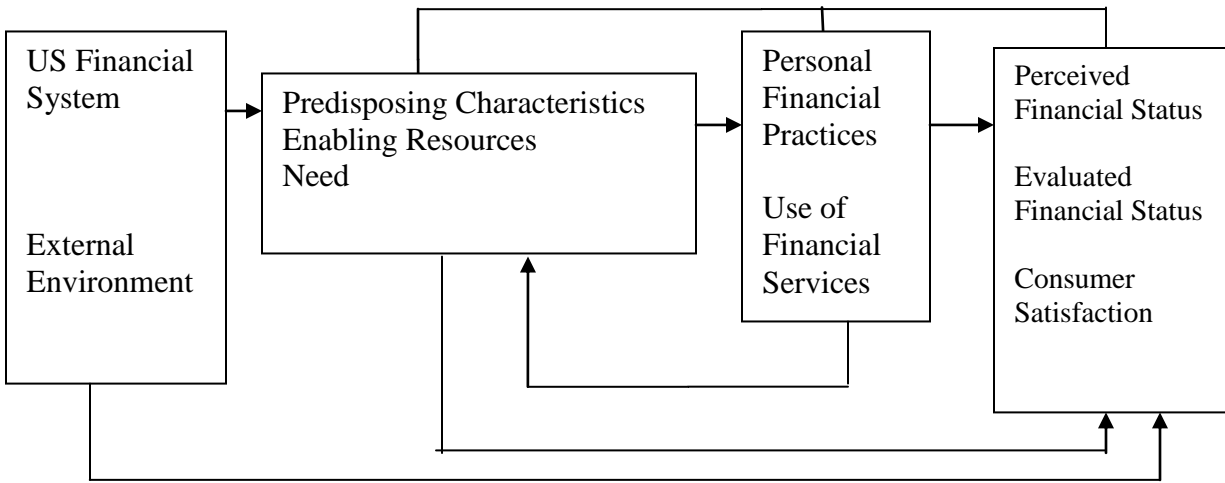 US Financial
System
External
Environment
Predisposing Characteristics
Enabling Resources
Need
Personal
Financial
Practices
Use of
Financial
Services
Perceived
Financial Status
Evaluated
Financial Status
Consumer
Satisfaction